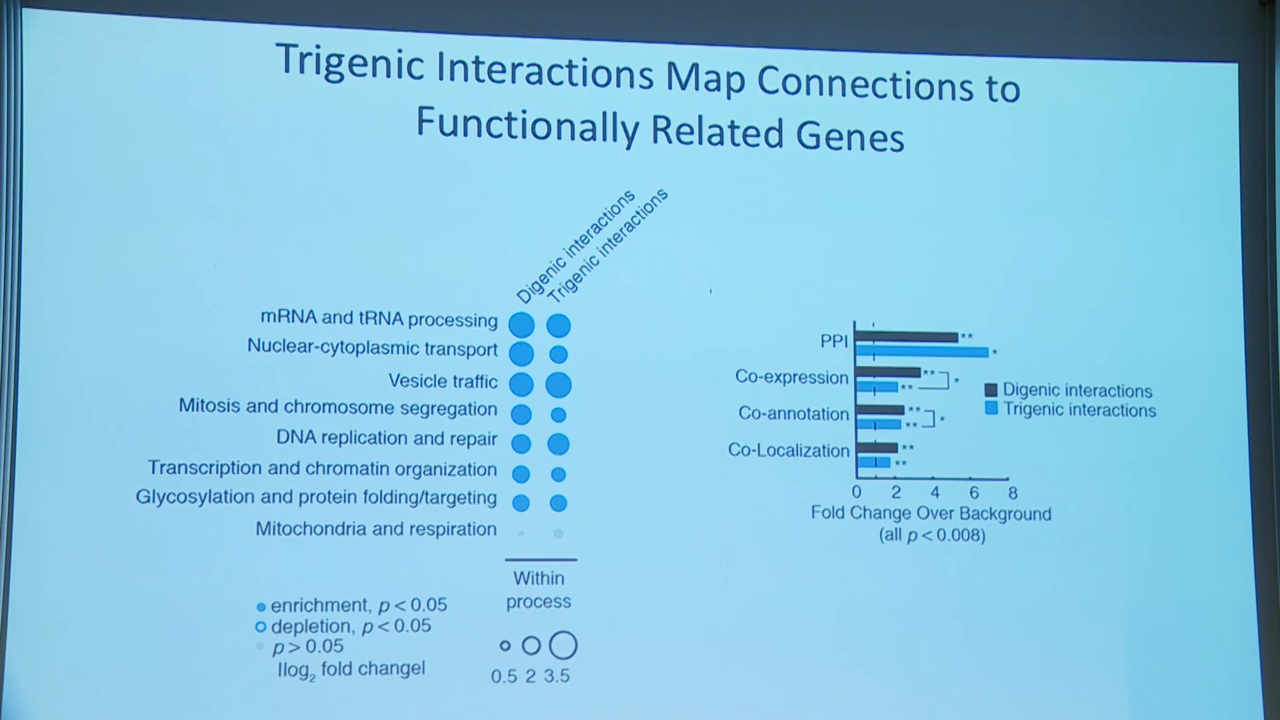 Trigenic Interactions Map Connections to
Functionally Related Genes
Digenic interactions
Trigenic interactions
mRNA and tRNA processing
Nuclear-cytoplasmic transport
Vesicle traffic
Mitosis and chromosome segregation
DNA replication and repair
Transcription and chromatin organization
Glycosylation and protein folding/targeting
Mitochondria and respiration
Within
process
enrichment, p < 0.05
depletion, p < 0.05
p > 0.05
|log₂ fold change|
0.5 2 3.5
PPI
**
*
Co-expression
**
**
*
Co-annotation
**
**
*
Co-Localization
**
**
Digenic interactions
Trigenic interactions
0 2 4 6 8
Fold Change Over Background
(all p < 0.008)